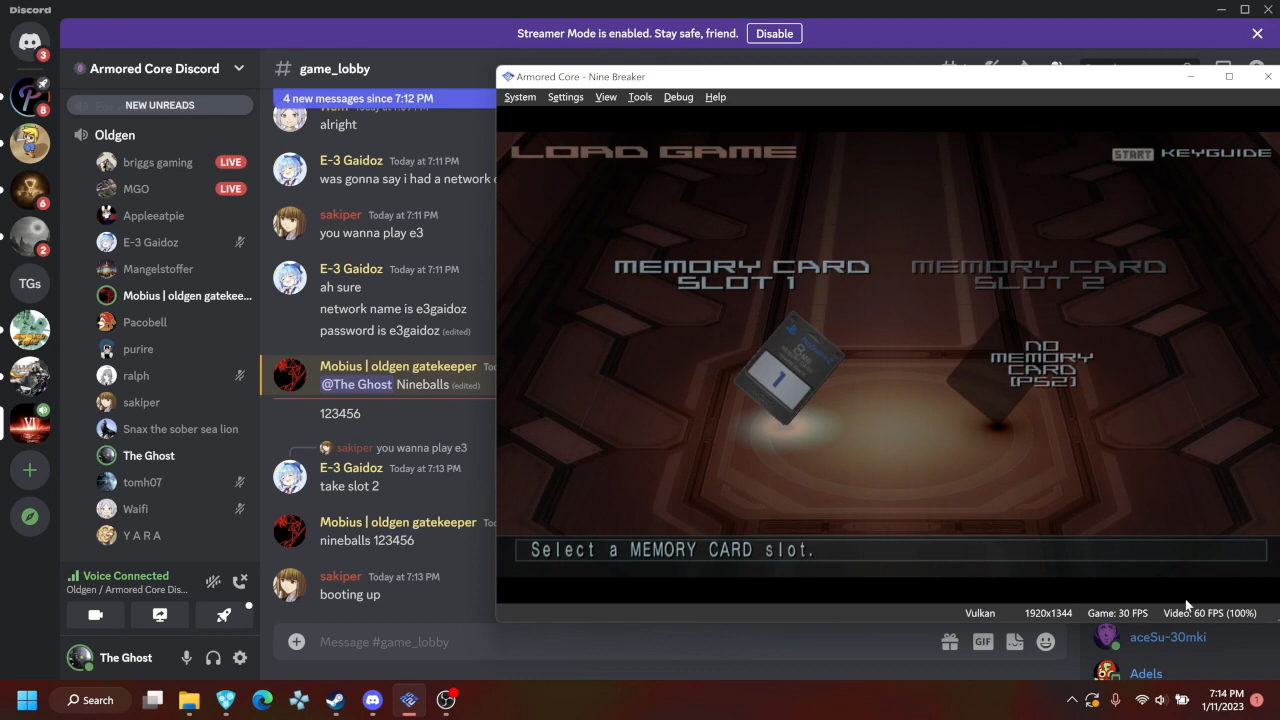 Discord
Streamer Mode is enabled. Stay safe, friend.
Disable
3
8
6
2
TGs
VI
Armored Core Discord
NEW UNREADS
Oldgen
briggs gaming
LIVE
MGO
LIVE
Appleeatpie
E-3 Gaidoz
Mangelstoffer
Mobius | oldgen gatekee...
Pacobell
purire
ralph
sakiper
Snax the sober sea lion
The Ghost
tomh07
Waifi
Y A R A
Voice Connected
Oldgen / Armored Core Dis...
The Ghost
game_lobby
4 new messages since 7:12 PM
alright
E-3 Gaidoz Today at 7:11 PM
was gonna say i had a network
sakiper Today at 7:11 PM
you wanna play e3
E-3 Gaidoz Today at 7:11 PM
ah sure
network name is e3gaidoz
password is e3gaidoz (edited)
Mobius | oldgen gatekeeper
@The Ghost Nineballs (edited)
123456
sakiper you wanna play e3
E-3 Gaidoz Today at 7:13 PM
take slot 2
Mobius | oldgen gatekeeper
nineballs 123456
sakiper Today at 7:13 PM
booting up
Message #game_lobby
GIF
Armored Core - Nine Breaker
System Settings View Tools Debug Help
LOAD GAME
START KEYGUIDE
MEMORY CARD
SLOT 1
MEMORY CARD
SLOT 2
8MB
1
NO
MEMORY
CARD
[PS2]
Select a MEMORY CARD slot.
Vulkan 1920x1344 Game: 30 FPS Video: 60 FPS (100%)
aceSu-30mki
Adels
Search
7:14 PM
1/11/2023
1